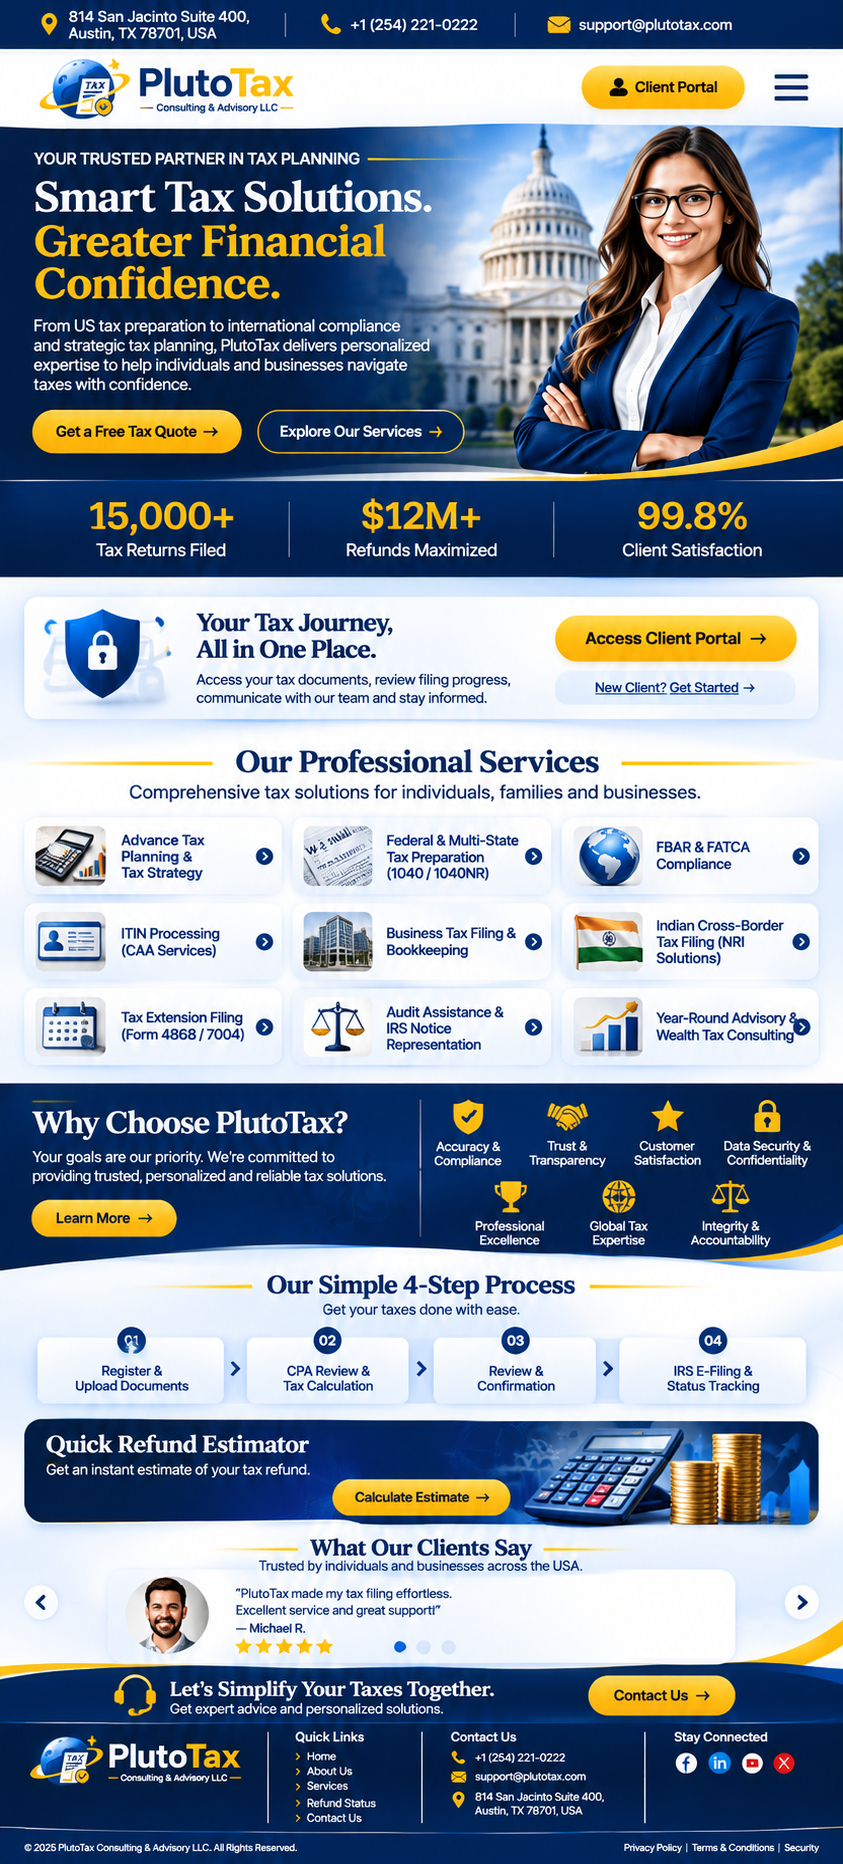 814 San Jacinto Suite 400,
Austin, TX 78701, USA
+1 (254) 221-0222
support@plutotax.com
TAX
PlutoTax
Consulting & Advisory LLC
Client Portal
YOUR TRUSTED PARTNER IN TAX PLANNING
Smart Tax Solutions.
Greater Financial
Confidence.
From US tax preparation to international compliance
and strategic tax planning, PlutoTax delivers personalized
expertise to help individuals and businesses navigate
taxes with confidence.
Get a Free Tax Quote →
Explore Our Services →
15,000+
Tax Returns Filed
$12M+
Refunds Maximized
99.8%
Client Satisfaction
Your Tax Journey,
All in One Place.
Access your tax documents, review filing progress,
communicate with our team and stay informed.
Access Client Portal →
New Client? Get Started →
Our Professional Services
Comprehensive tax solutions for individuals, families and businesses.
Advance Tax
Planning &
Tax Strategy
Federal & Multi-State
Tax Preparation
(1040 / 1040NR)
FBAR & FATCA
Compliance
ITIN Processing
(CAA Services)
Business Tax Filing &
Bookkeeping
Indian Cross-Border
Tax Filing (NRI
Solutions)
Tax Extension Filing
(Form 4868 / 7004)
Audit Assistance &
IRS Notice
Representation
Year-Round Advisory &
Wealth Tax Consulting
Why Choose PlutoTax?
Your goals are our priority. We're committed to
providing trusted, personalized and reliable tax solutions.
Learn More →
Accuracy &
Compliance
Trust &
Transparency
Customer
Satisfaction
Data Security &
Confidentiality
Professional
Excellence
Global Tax
Expertise
Integrity &
Accountability
Our Simple 4-Step Process
Get your taxes done with ease.
01
Register &
Upload Documents
02
CPA Review &
Tax Calculation
03
Review &
Confirmation
04
IRS E-Filing &
Status Tracking
Quick Refund Estimator
Get an instant estimate of your tax refund.
Calculate Estimate →
What Our Clients Say
Trusted by individuals and businesses across the USA.
"PlutoTax made my tax filing effortless.
Excellent service and great support!"
— Michael R.
Let's Simplify Your Taxes Together.
Get expert advice and personalized solutions.
Contact Us →
TAX
PlutoTax
Consulting & Advisory LLC
Quick Links
Home
About Us
Services
Refund Status
Contact Us
Contact Us
+1 (254) 221-0222
support@plutotax.com
814 San Jacinto Suite 400,
Austin, TX 78701, USA
Stay Connected
f
in
X
© 2025 PlutoTax Consulting & Advisory LLC. All Rights Reserved.
Privacy Policy | Terms & Conditions | Security